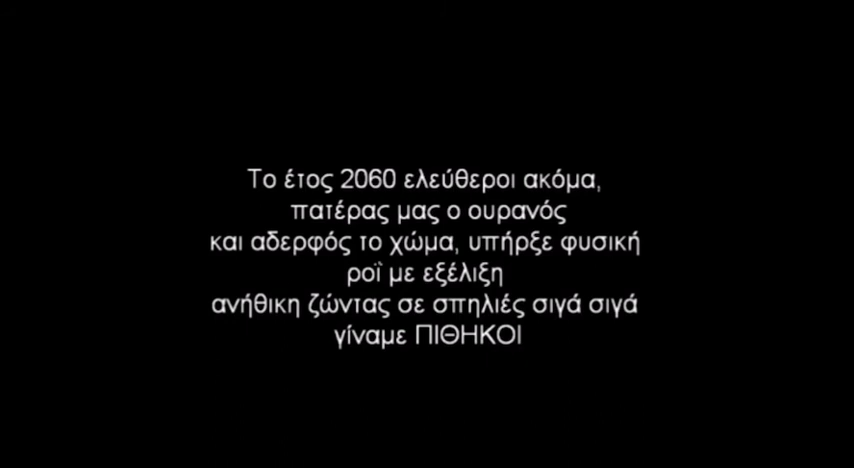 Το έτος 2060 ελεύθεροι ακόμα,
πατέρας μας ο ουρανός
και αδερφός το χώμα, υπήρξε φυσική
ροΐ με εξέλιξη
ανήθικη ζώντας σε σπηλιές σιγά σιγά
γίναμε ΠΙΘΗΚΟΙ